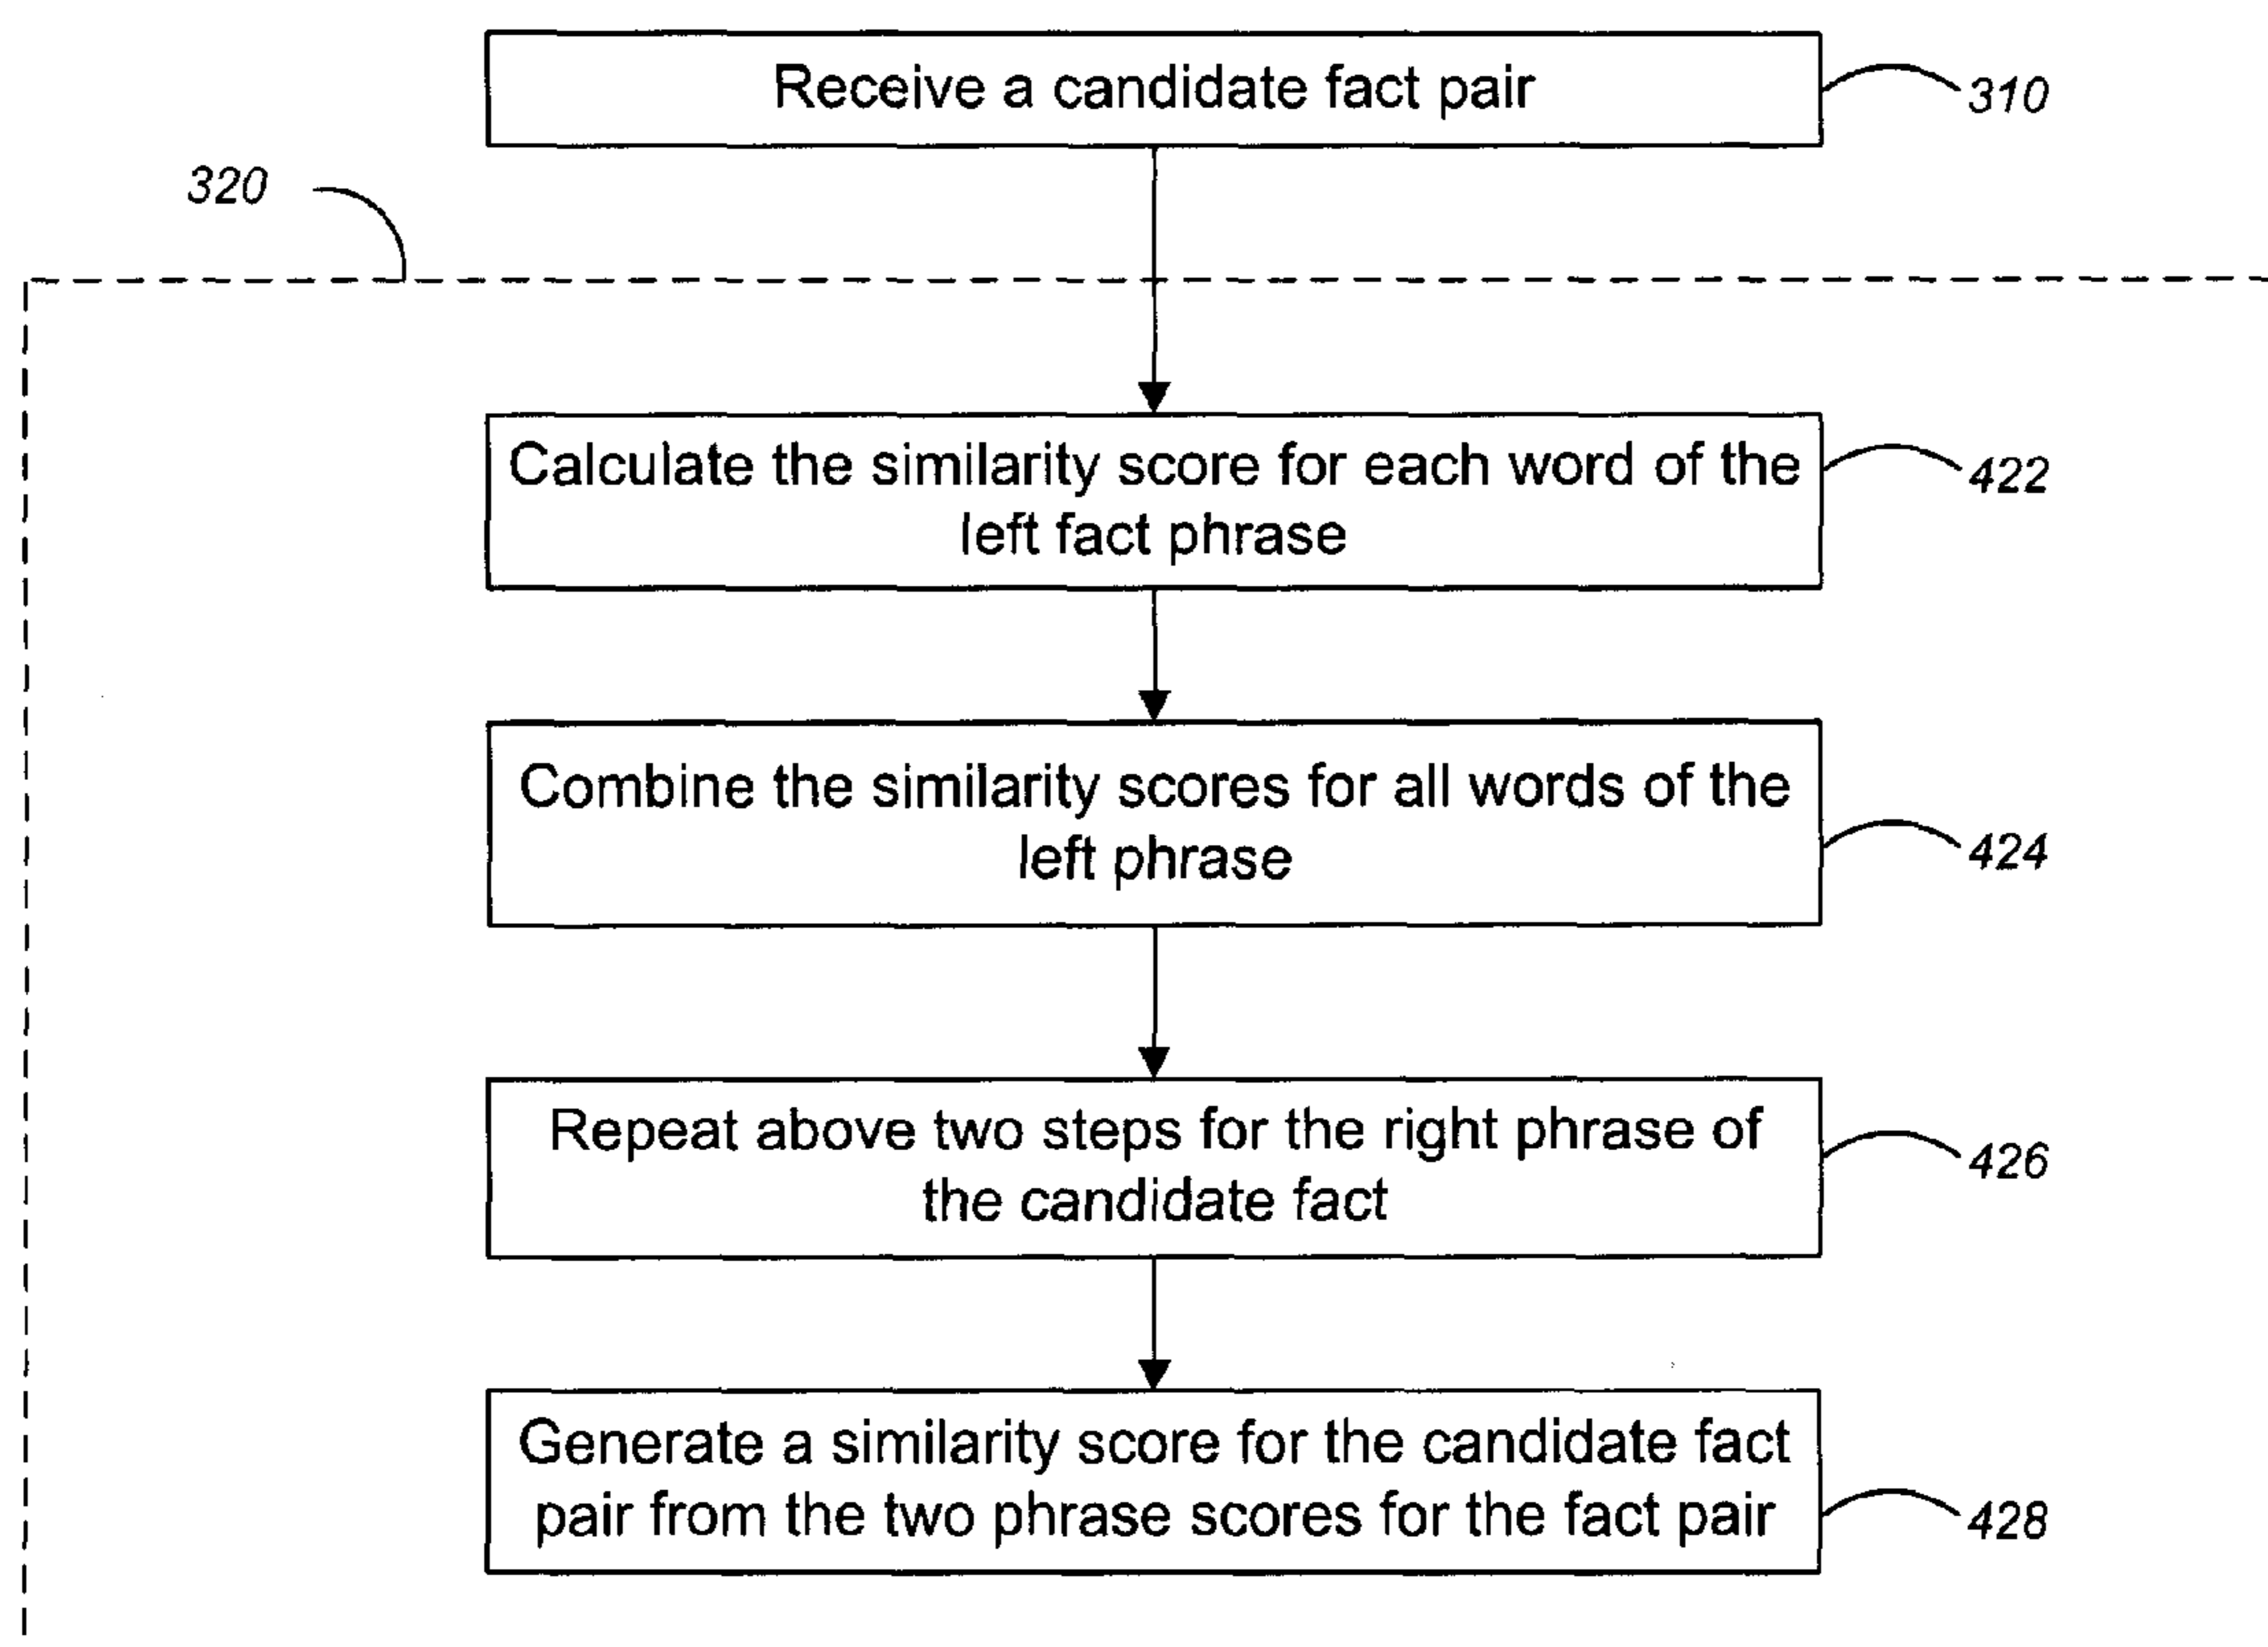 Receive a candidate fact pair
310
320
Calculate the similarity score for each word of the
left fact phrase
422
Combine the similarity scores for all words of the
left phrase
424
Repeat above two steps for the right phrase of
the candidate fact
426
Generate a similarity score for the candidate fact
pair from the two phrase scores for the fact pair
428